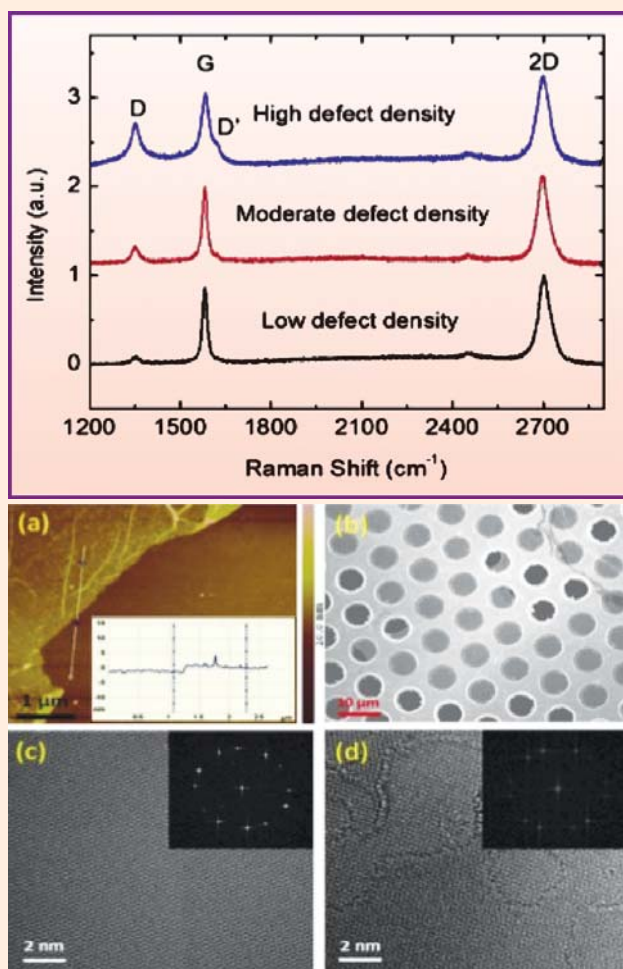 D
G
D'
2D
3
High defect density
2
Moderate defect density
1
Low defect density
0
Intensity (a.u.)
1200 1500 1800 2100 2400 2700
Raman Shift (cm-1)
(a)
1 μm
(b)
10 μm
(c)
2 nm
(d)
2 nm